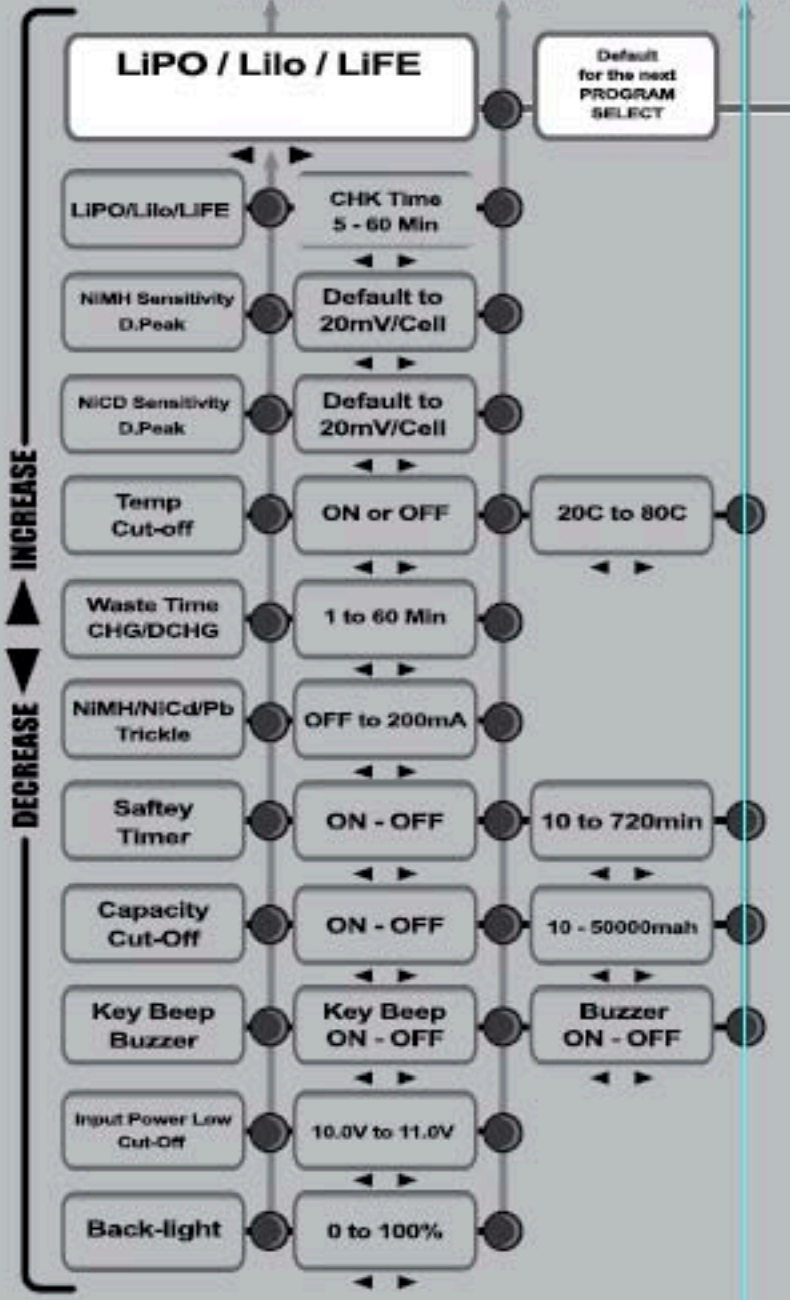 LiPO / Lilo / LiFE
Default
for the next
PROGRAM
SELECT
LiPO/Lilo/LiFE
CHK Time
5 - 60 Min
NiMH Sensitivity
D.Peak
Default to
20mV/Cell
NiCD Sensitivity
D.Peak
Default to
20mV/Cell
INCREASE
Temp
Cut-off
ON or OFF
20C to 80C
Waste Time
CHG/DCHG
1 to 60 Min
DECREASE
NiMH/NiCd/Pb
Trickle
OFF to 200mA
Saftey
Timer
ON - OFF
10 to 720min
Capacity
Cut-Off
ON - OFF
10 - 50000mah
Key Beep
Buzzer
Key Beep
ON - OFF
Buzzer
ON - OFF
Input Power Low
Cut-Off
10.0V to 11.0V
Back-light
0 to 100%